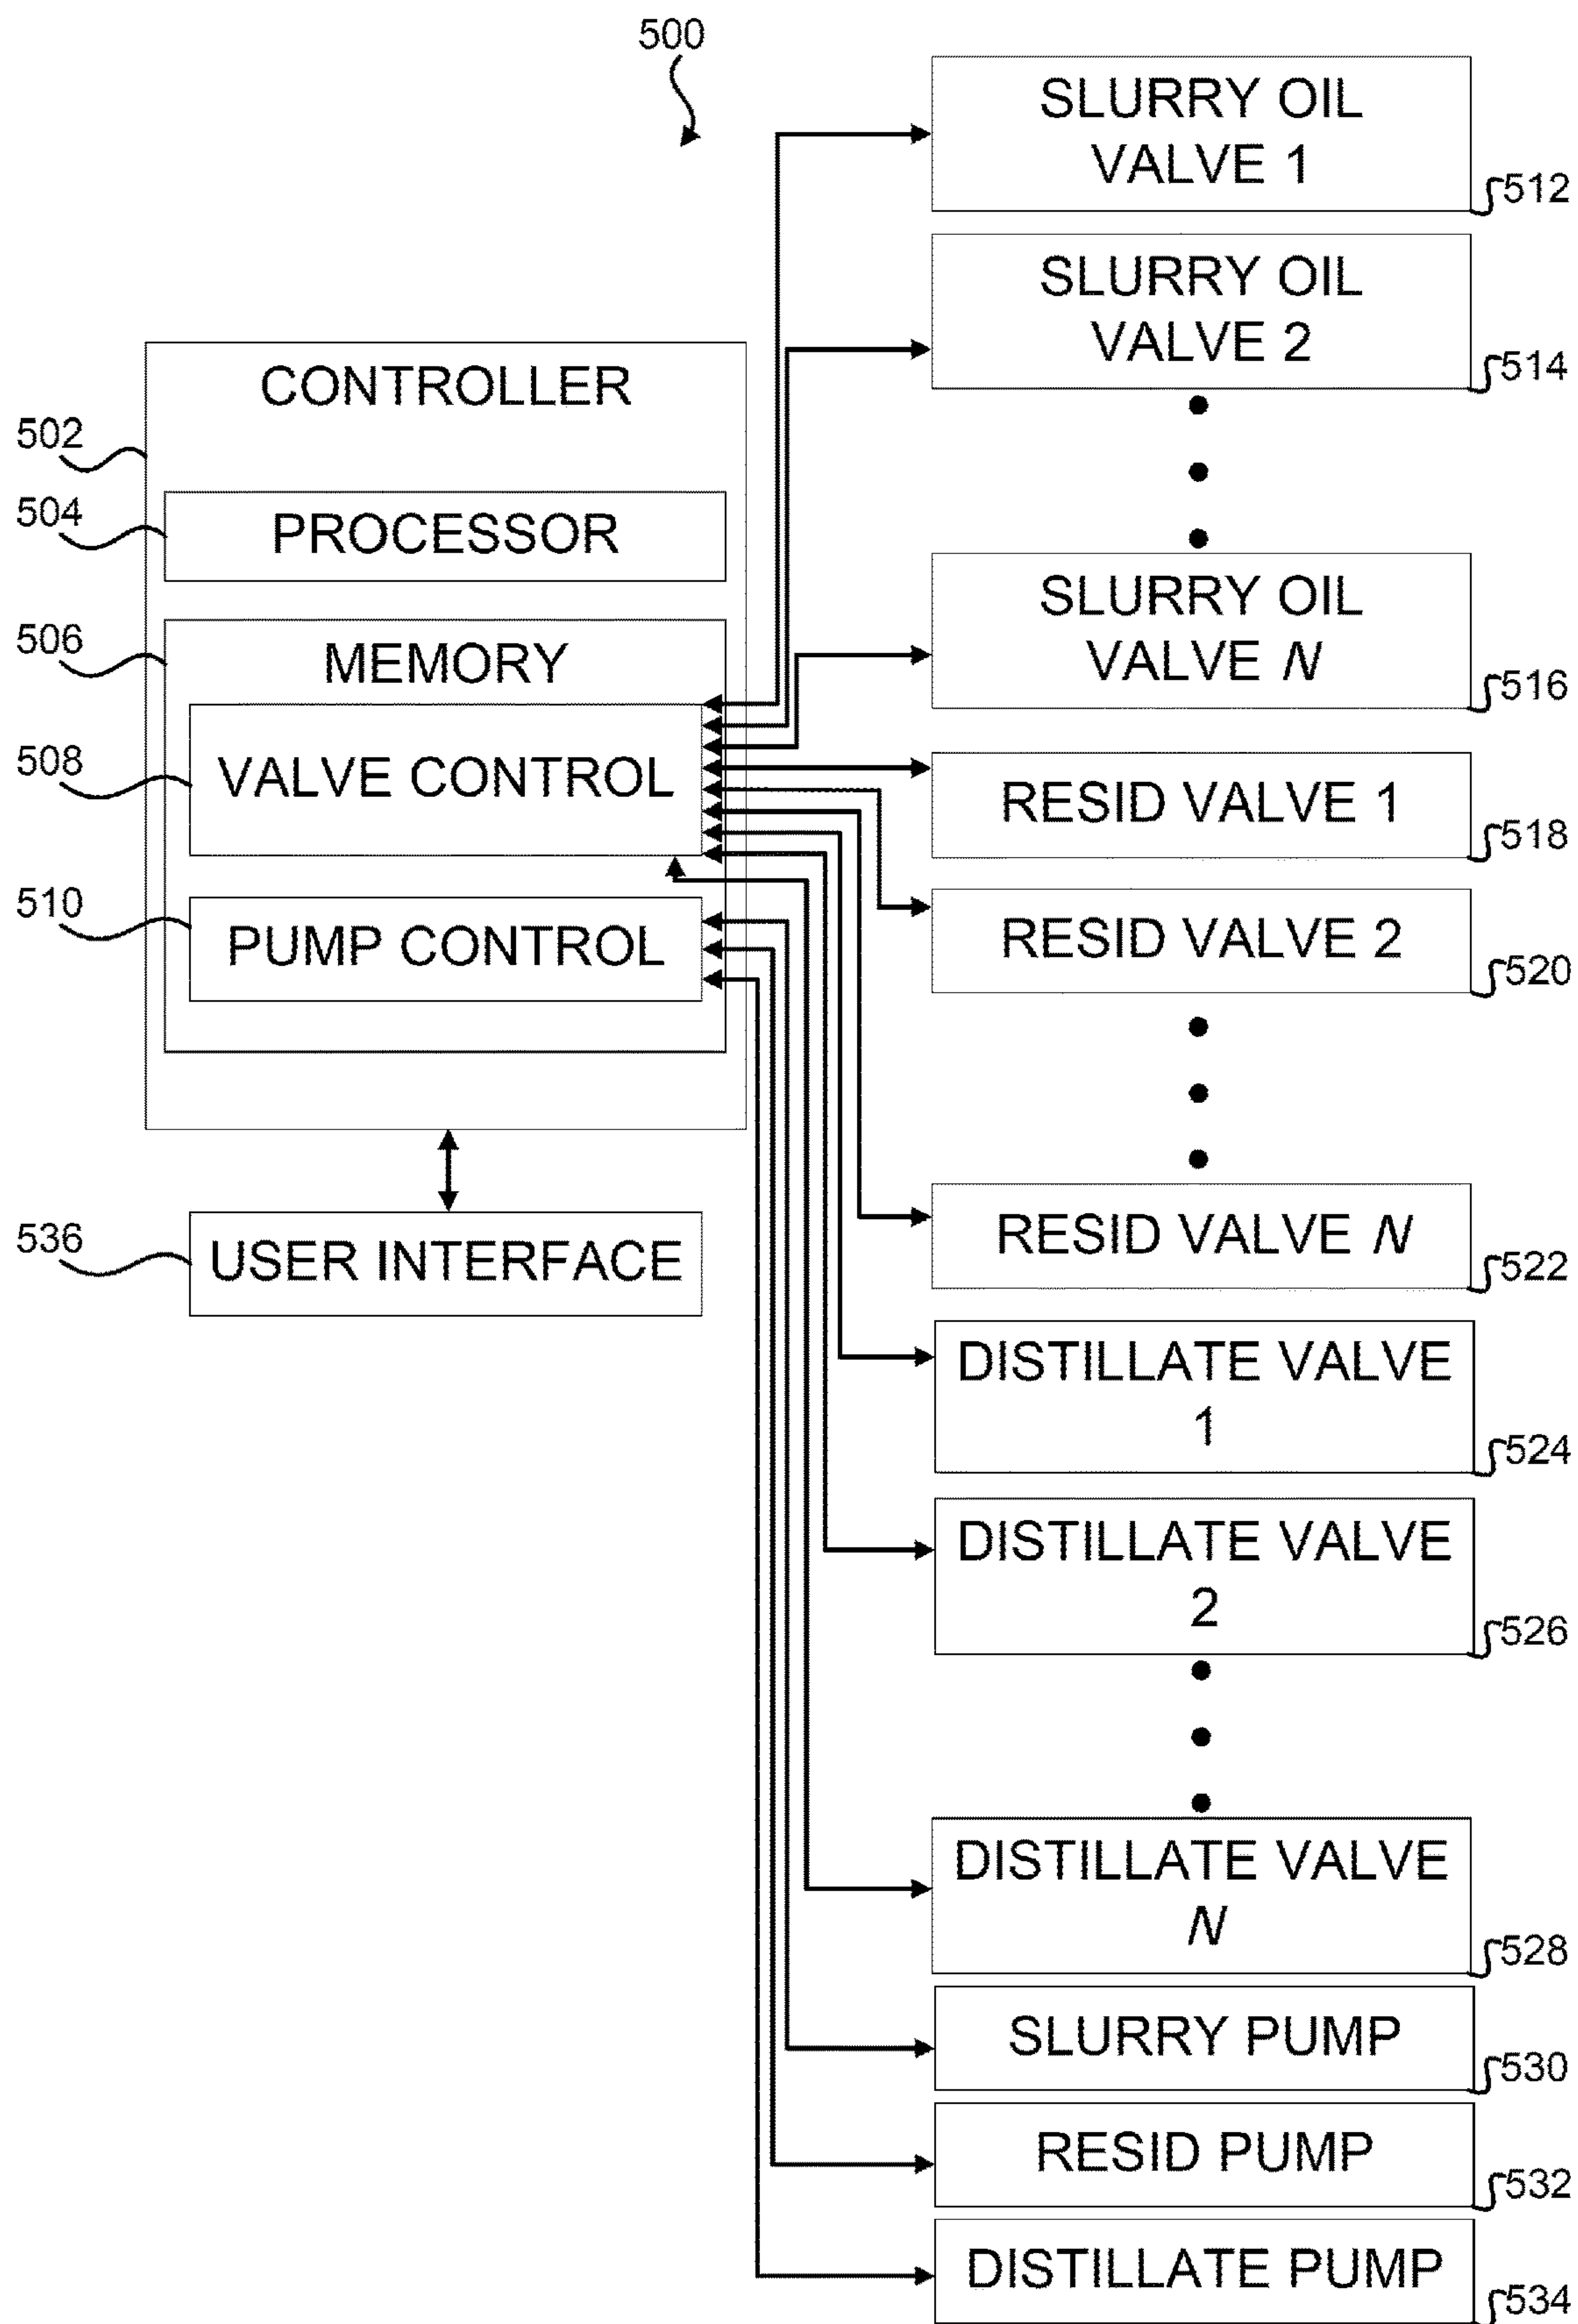 500
SLURRY OIL
VALVE 1
512
SLURRY OIL
VALVE 2
514
CONTROLLER
502
504
PROCESSOR
SLURRY OIL
VALVE N
516
506
MEMORY
508
VALVE CONTROL
RESID VALVE 1
518
510
PUMP CONTROL
RESID VALVE 2
520
RESID VALVE N
522
536
USER INTERFACE
DISTILLATE VALVE
1
524
DISTILLATE VALVE
2
526
DISTILLATE VALVE
N
528
SLURRY PUMP
530
RESID PUMP
532
DISTILLATE PUMP
534